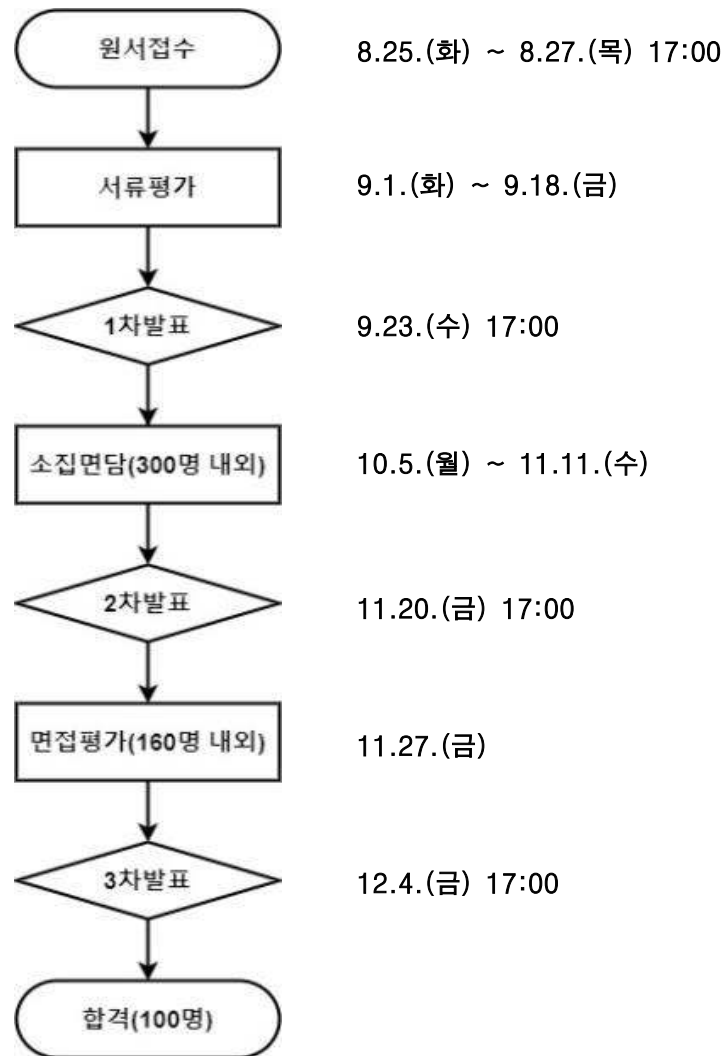 원서접수 8.25.(화) ~ 8.27.(목) 17:00
서류평가 9.1.(화) ~ 9.18.(금)
1차발표 9.23.(수) 17:00
소집면담(300명 내외) 10.5.(월) ~ 11.11.(수)
2차발표 11.20.(금) 17:00
면접평가(160명 내외) 11.27.(금)
3차발표 12.4.(금) 17:00
합격(100명)